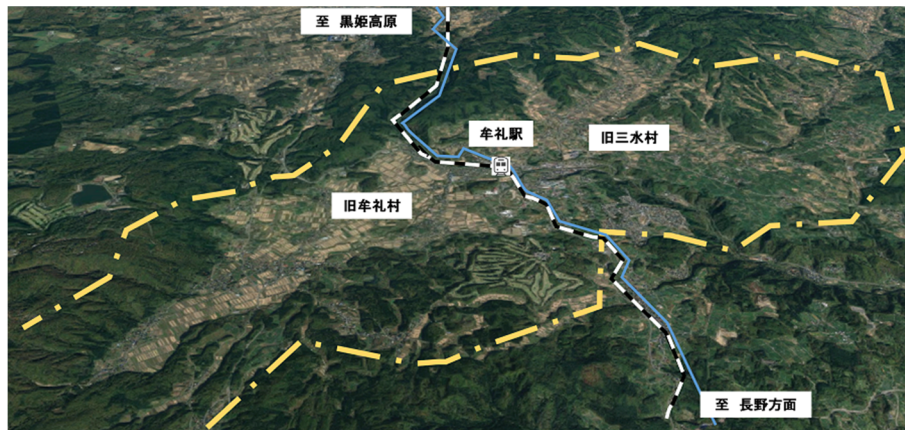 至 黒姫高原
牟礼駅
旧三水村
旧牟礼村
至 長野方面